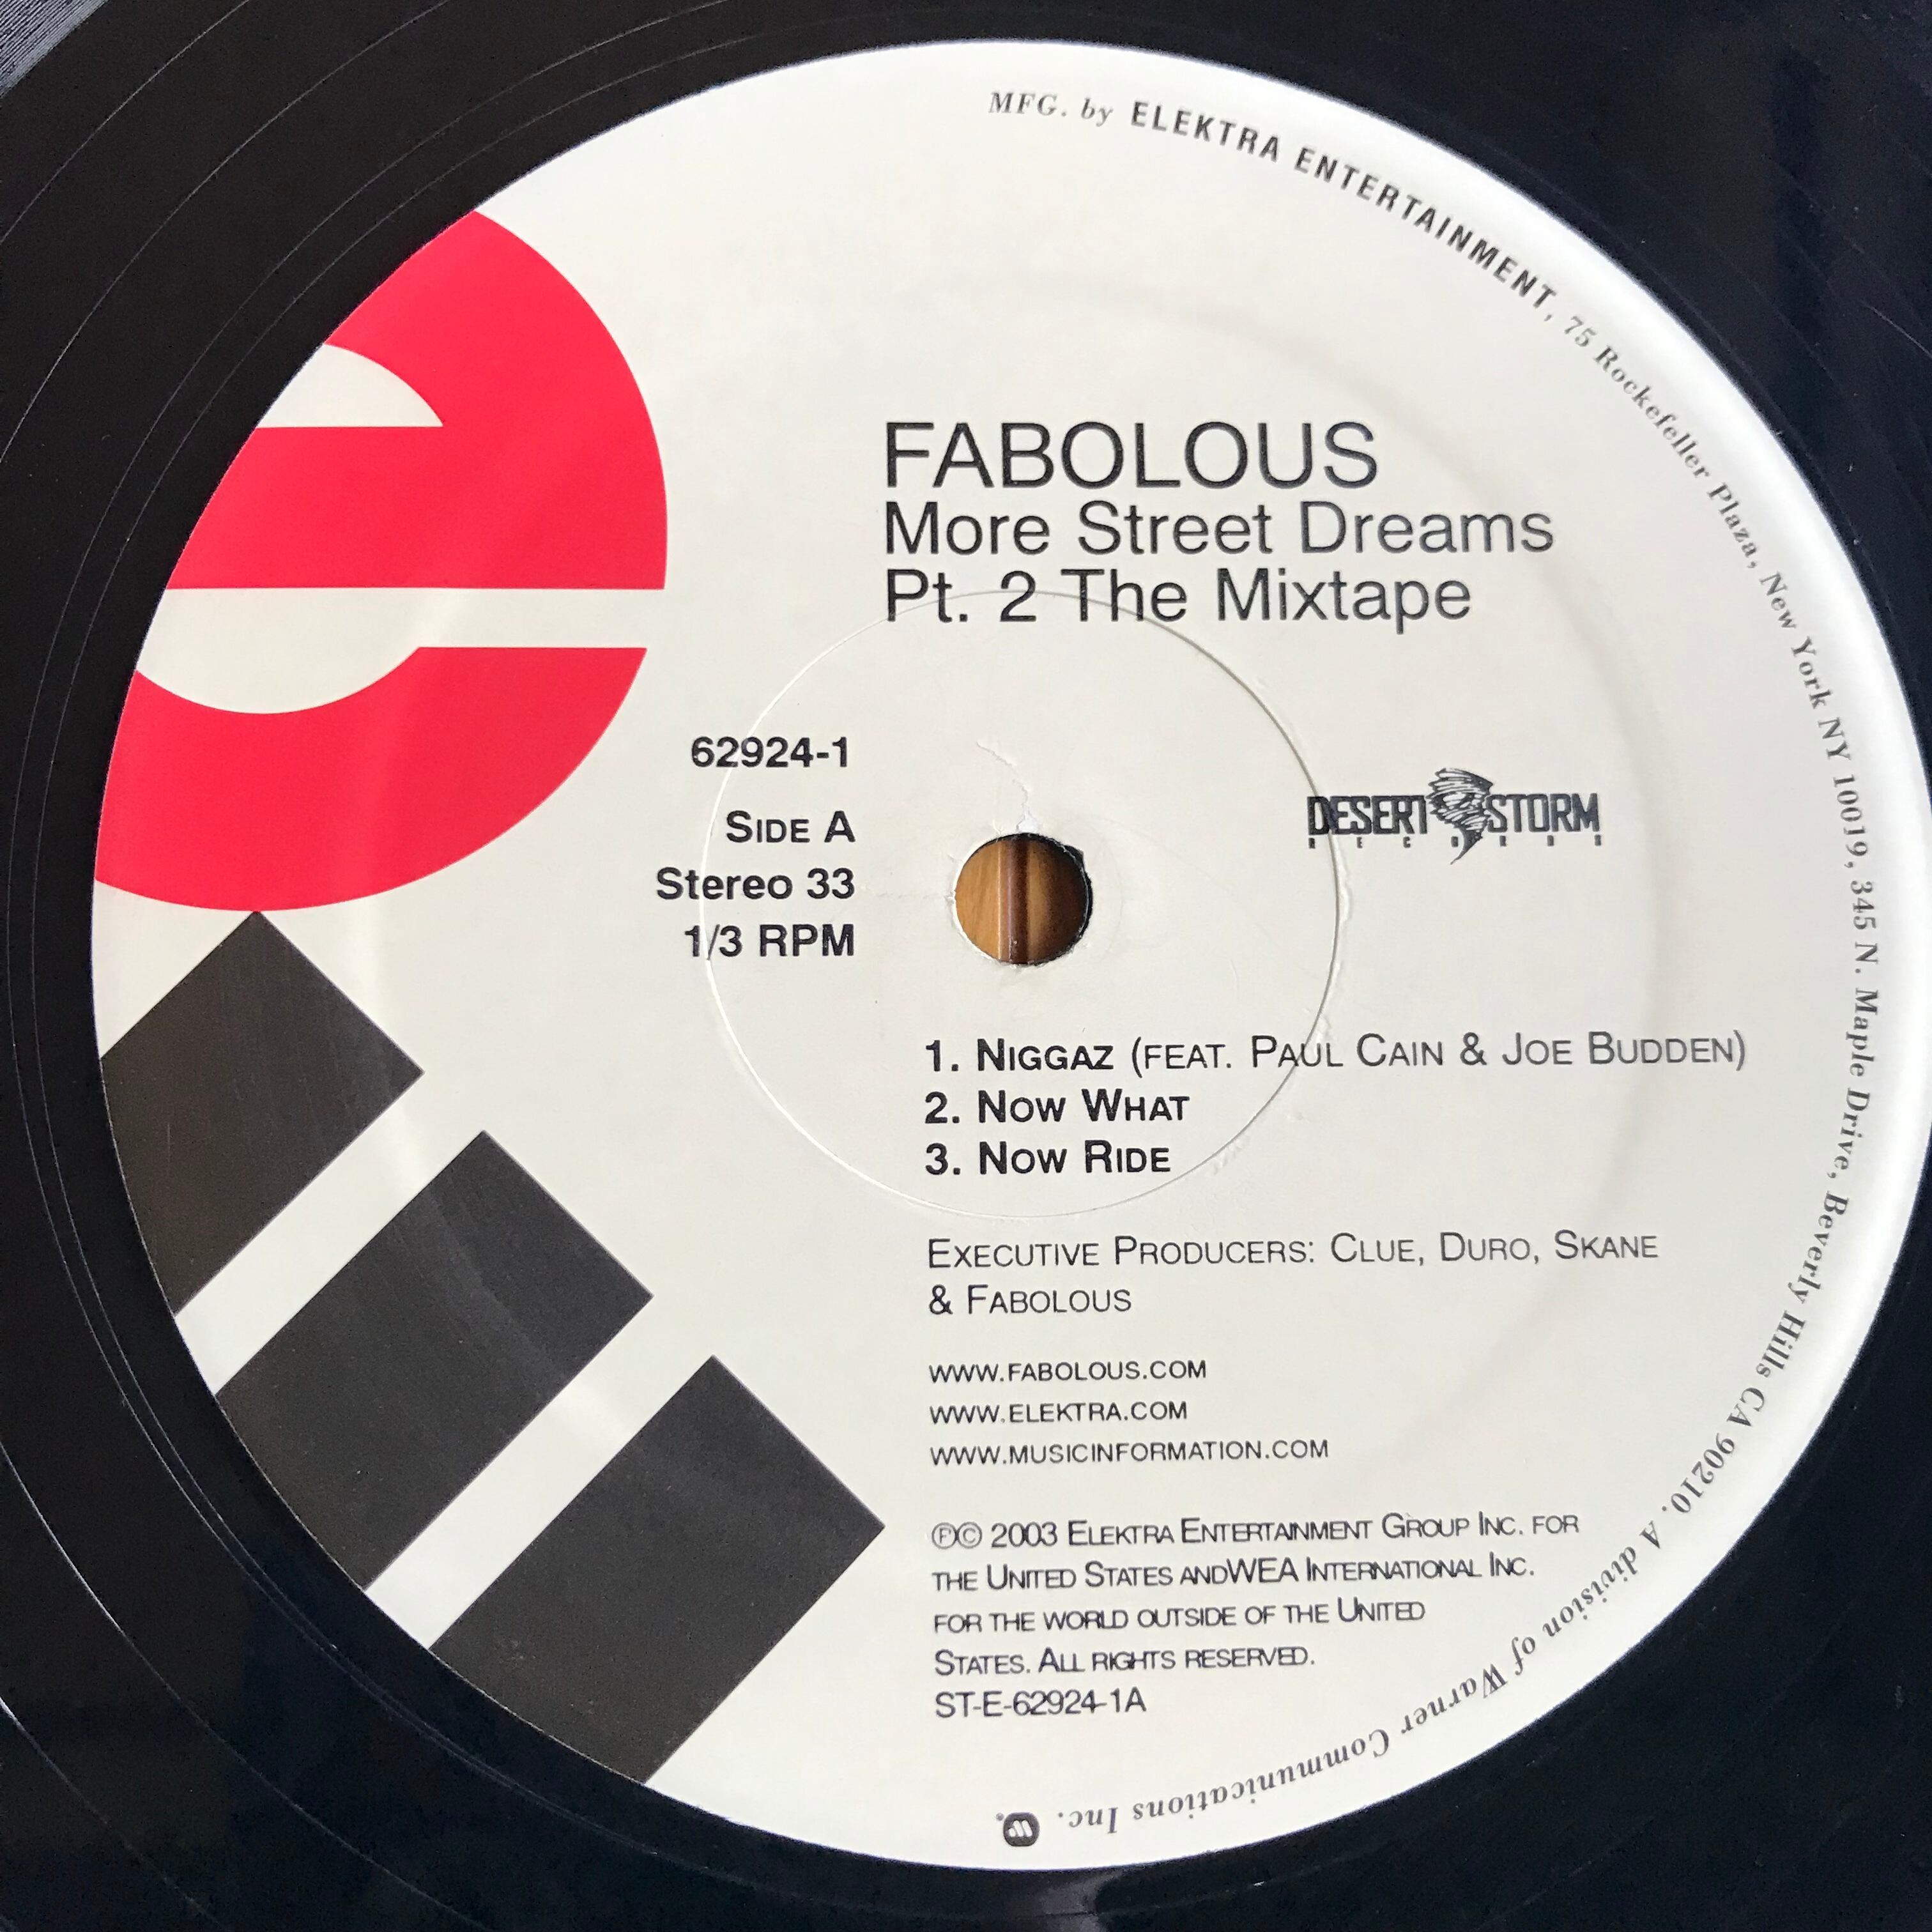 MFG. by ELEKTRA ENTERTAINMENT, 75 Rockefeller Plaza, New York NY 10019, 345 N. Maple Drive, Beverly Hills CA 90210. A division of Warner Communications Inc.
FABOLOUS
More Street Dreams
Pt. 2 The Mixtape
62924-1
SIDE A
Stereo 33
1/3 RPM
DESERT STORM
RECORDS
1. NIGGAZ (FEAT. PAUL CAIN & JOE BUDDEN)
2. NOW WHAT
3. NOW RIDE
EXECUTIVE PRODUCERS: CLUE, DURO, SKANE
& FABOLOUS
WWW.FABOLOUS.COM
WWW.ELEKTRA.COM
WWW.MUSICINFORMATION.COM
Ⓟ© 2003 ELEKTRA ENTERTAINMENT GROUP INC. FOR
THE UNITED STATES ANDWEA INTERNATIONAL INC.
FOR THE WORLD OUTSIDE OF THE UNITED
STATES. ALL RIGHTS RESERVED.
ST-E-62924-1A